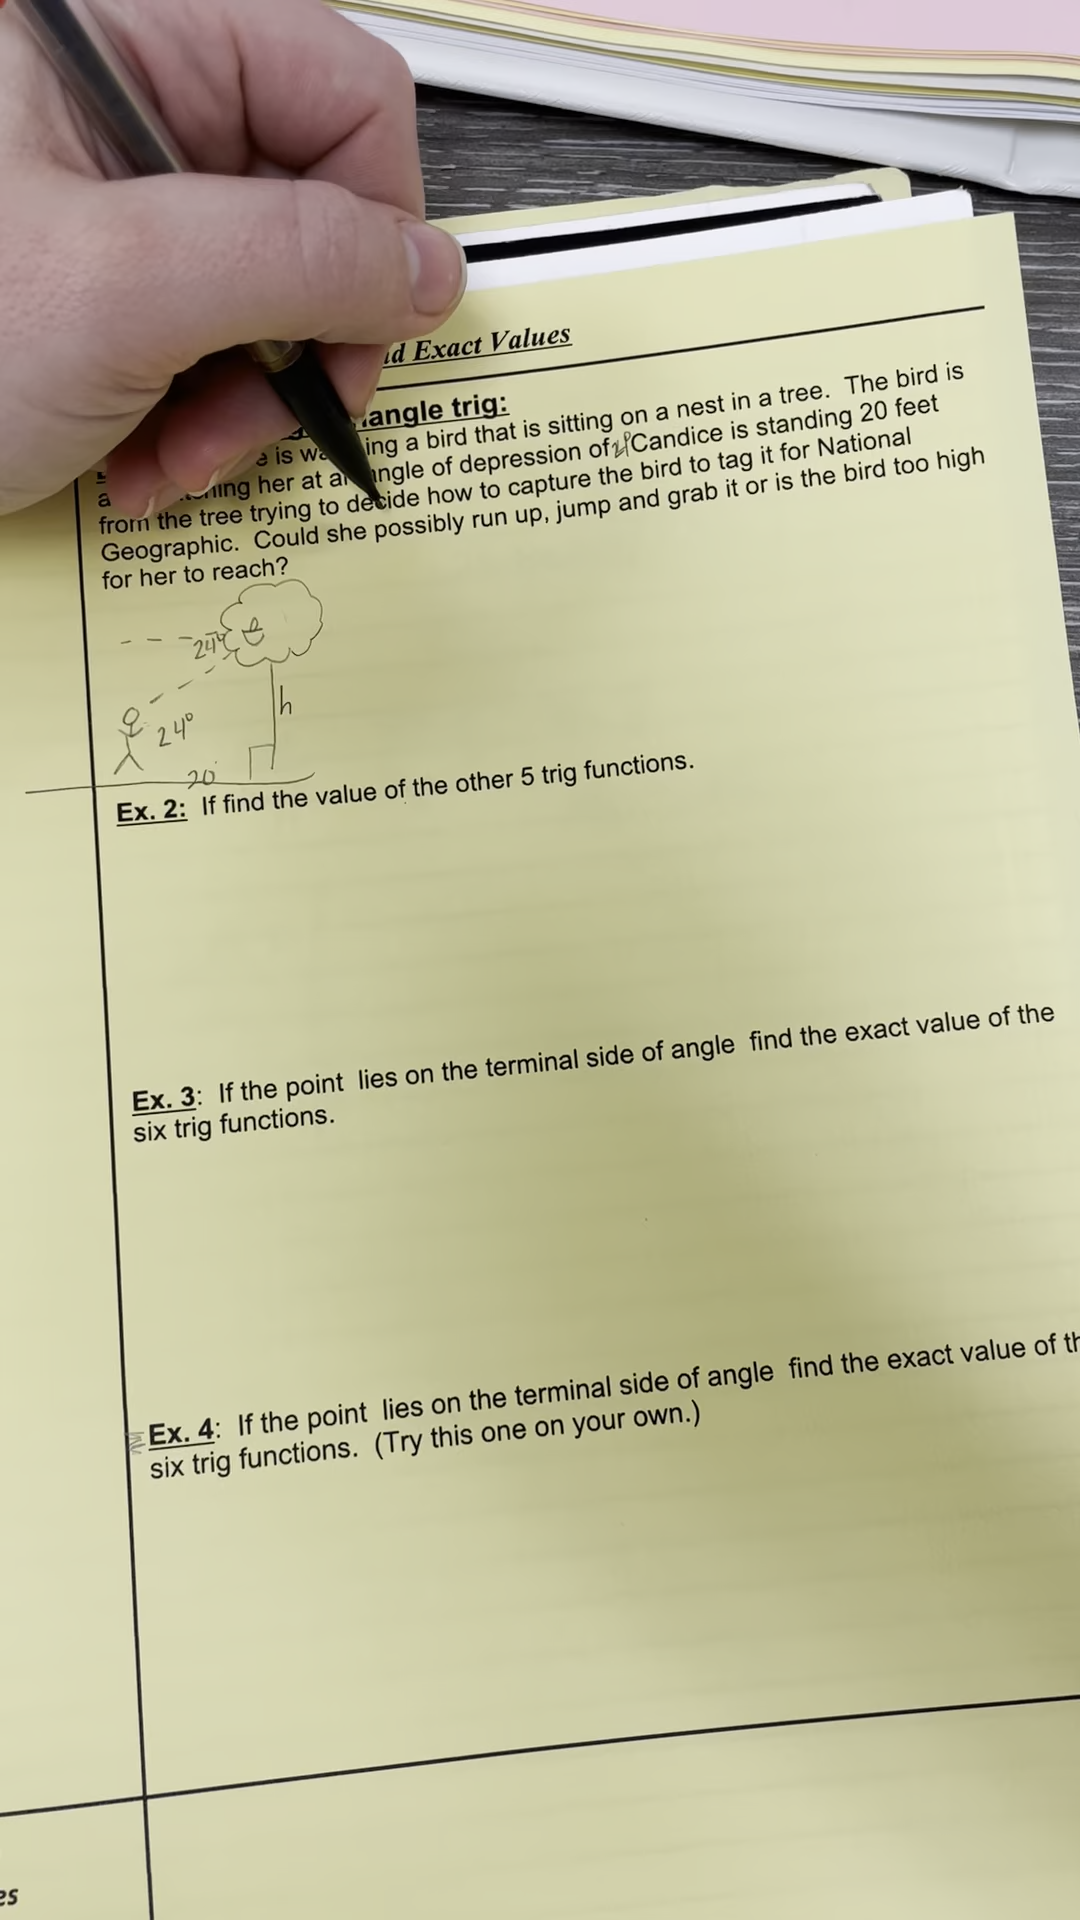 Exact Values
trig:
is a bird that is sitting on a nest in a tree. The bird is
her at angle of depression of Candice is standing 20 feet
from the tree trying to decide how to capture the bird to tag it for National
Geographic. Could she possibly run up, jump and grab it or is the bird too high
for her to reach?
24°
h
24°
20'
Ex. 2: If find the value of the other 5 trig functions.
Ex. 3: If the point lies on the terminal side of angle find the exact value of the
six trig functions.
Ex. 4: If the point lies on the terminal side of angle find the exact value of
six trig functions. (Try this one on your own.)